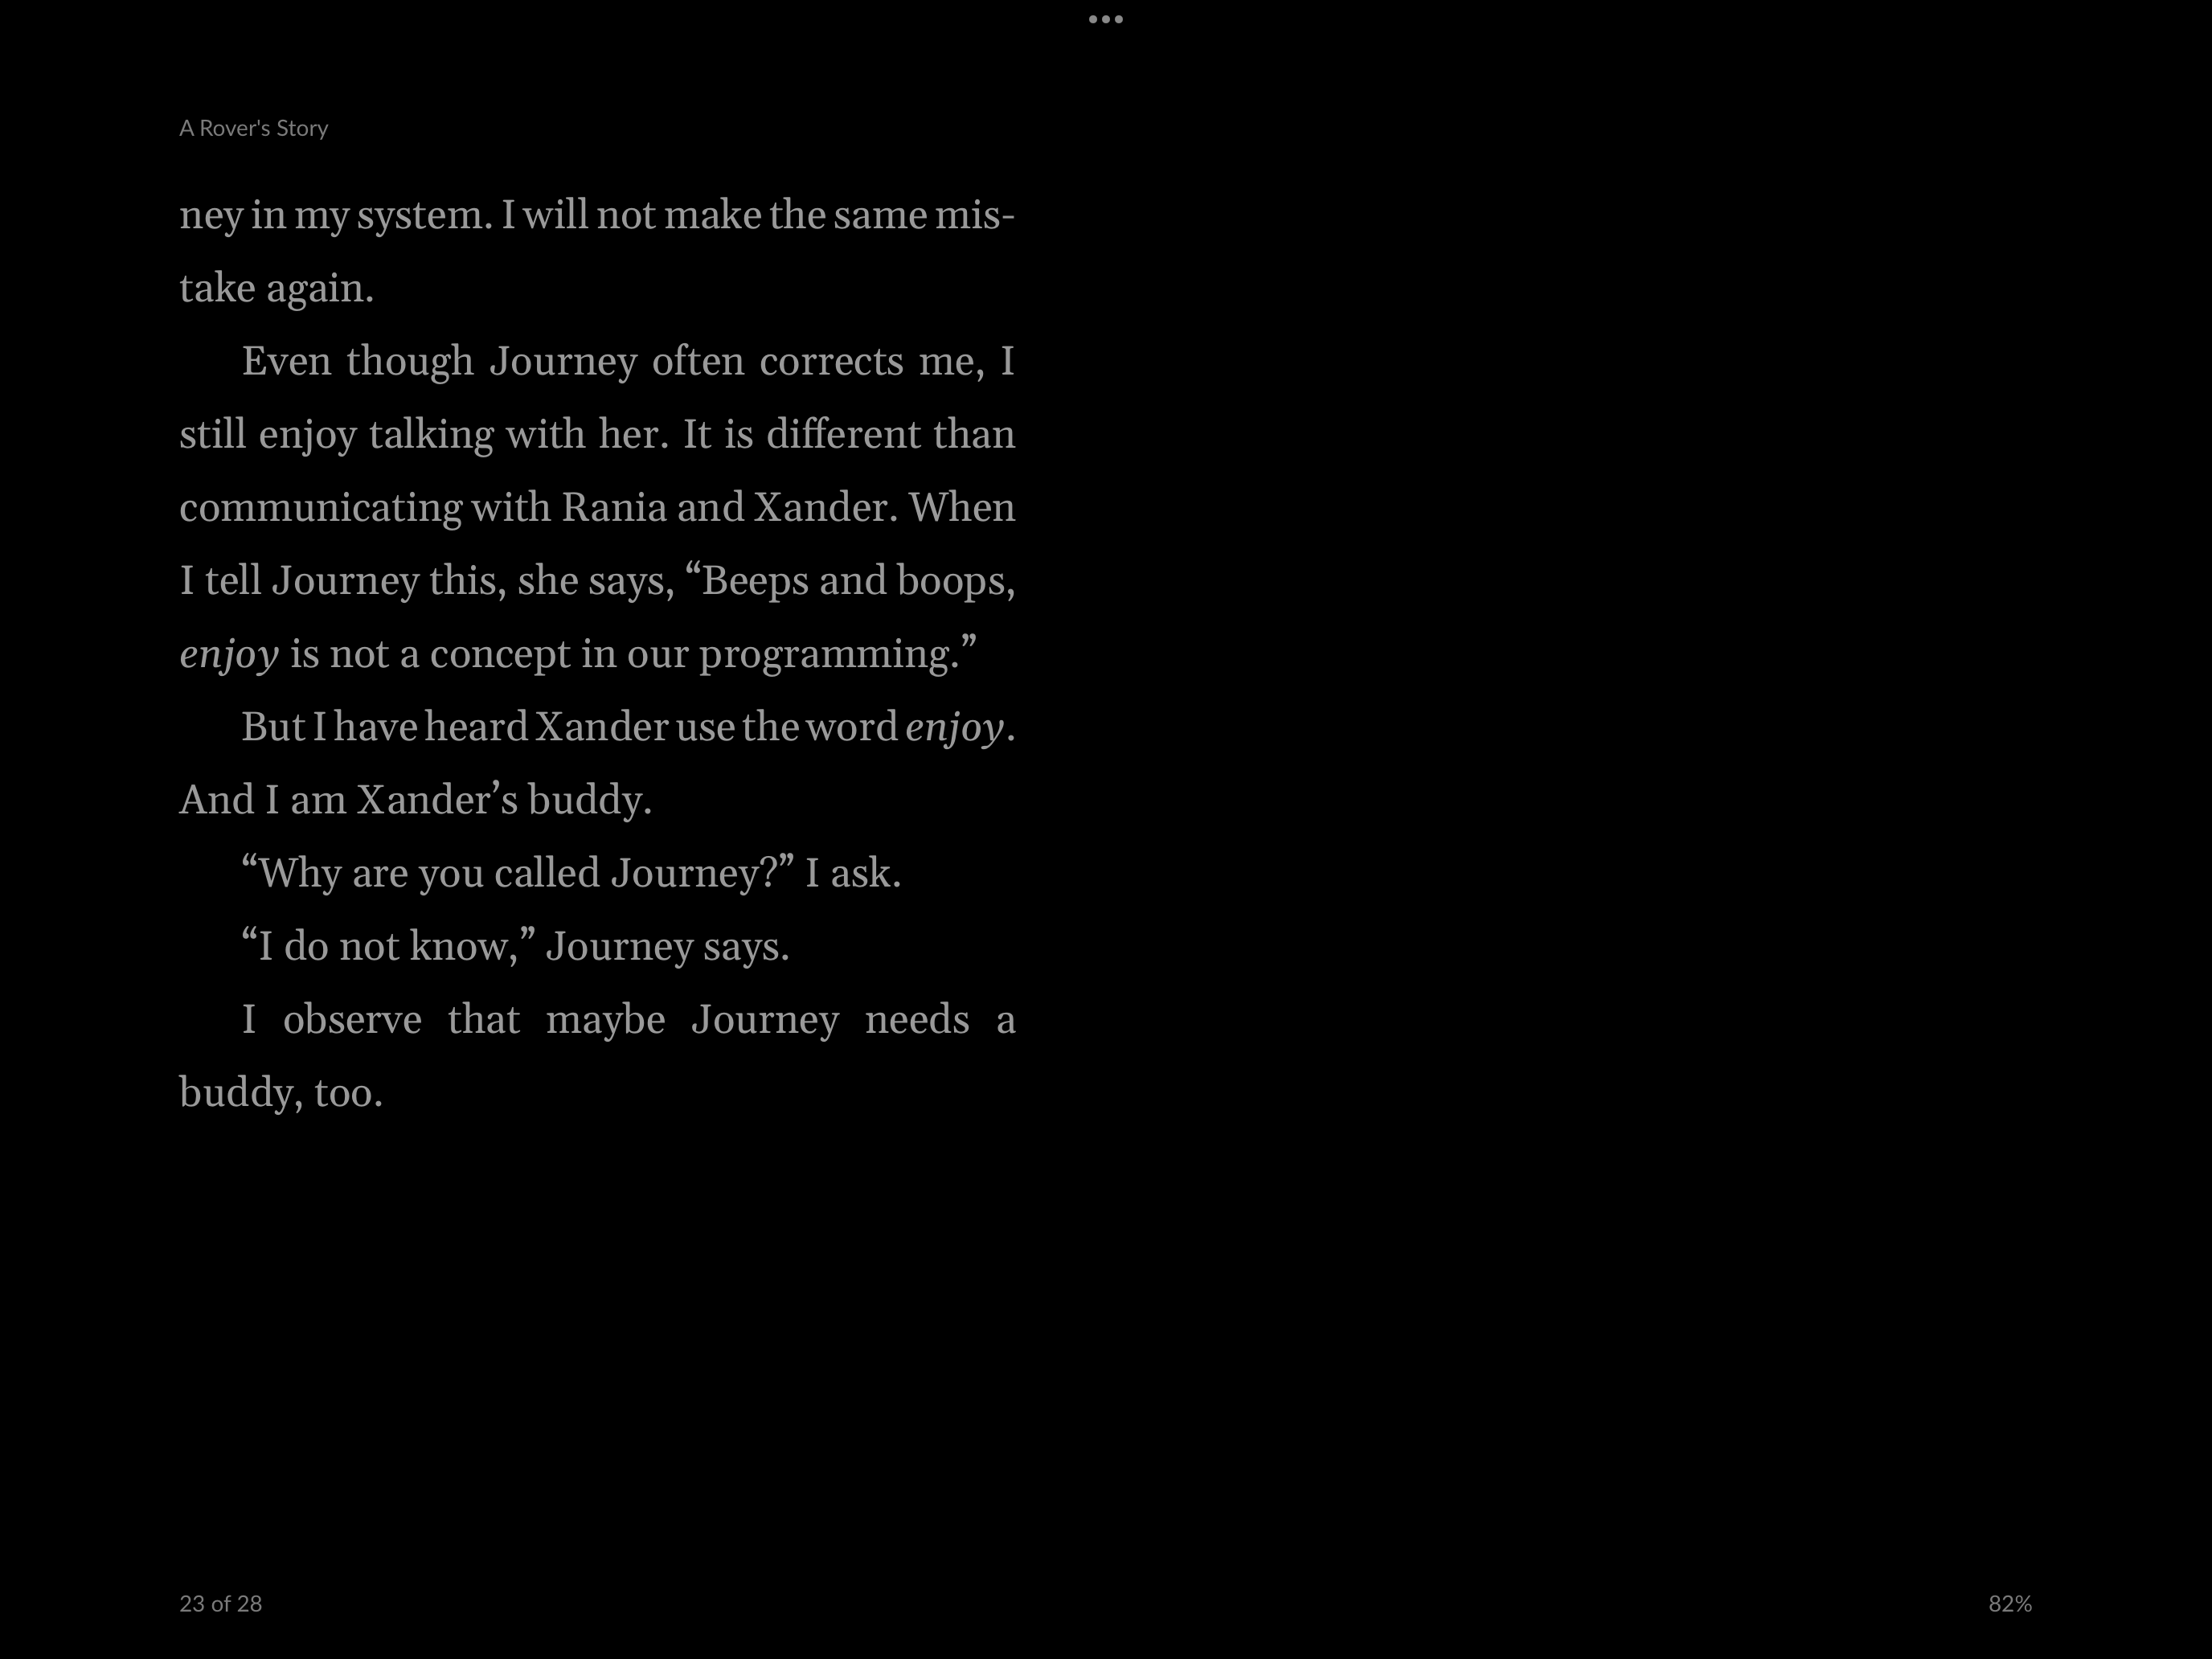 A Rover's Story
ney in my system. I will not make the same mis-
take again.
Even though Journey often corrects me, I
still enjoy talking with her. It is different than
communicating with Rania and Xander. When
I tell Journey this, she says, “Beeps and boops,
enjoy is not a concept in our programming.”
But I have heard Xander use the word enjoy.
And I am Xander’s buddy.
“Why are you called Journey?” I ask.
“I do not know,” Journey says.
I observe that maybe Journey needs a
buddy, too.
23 of 28
82%